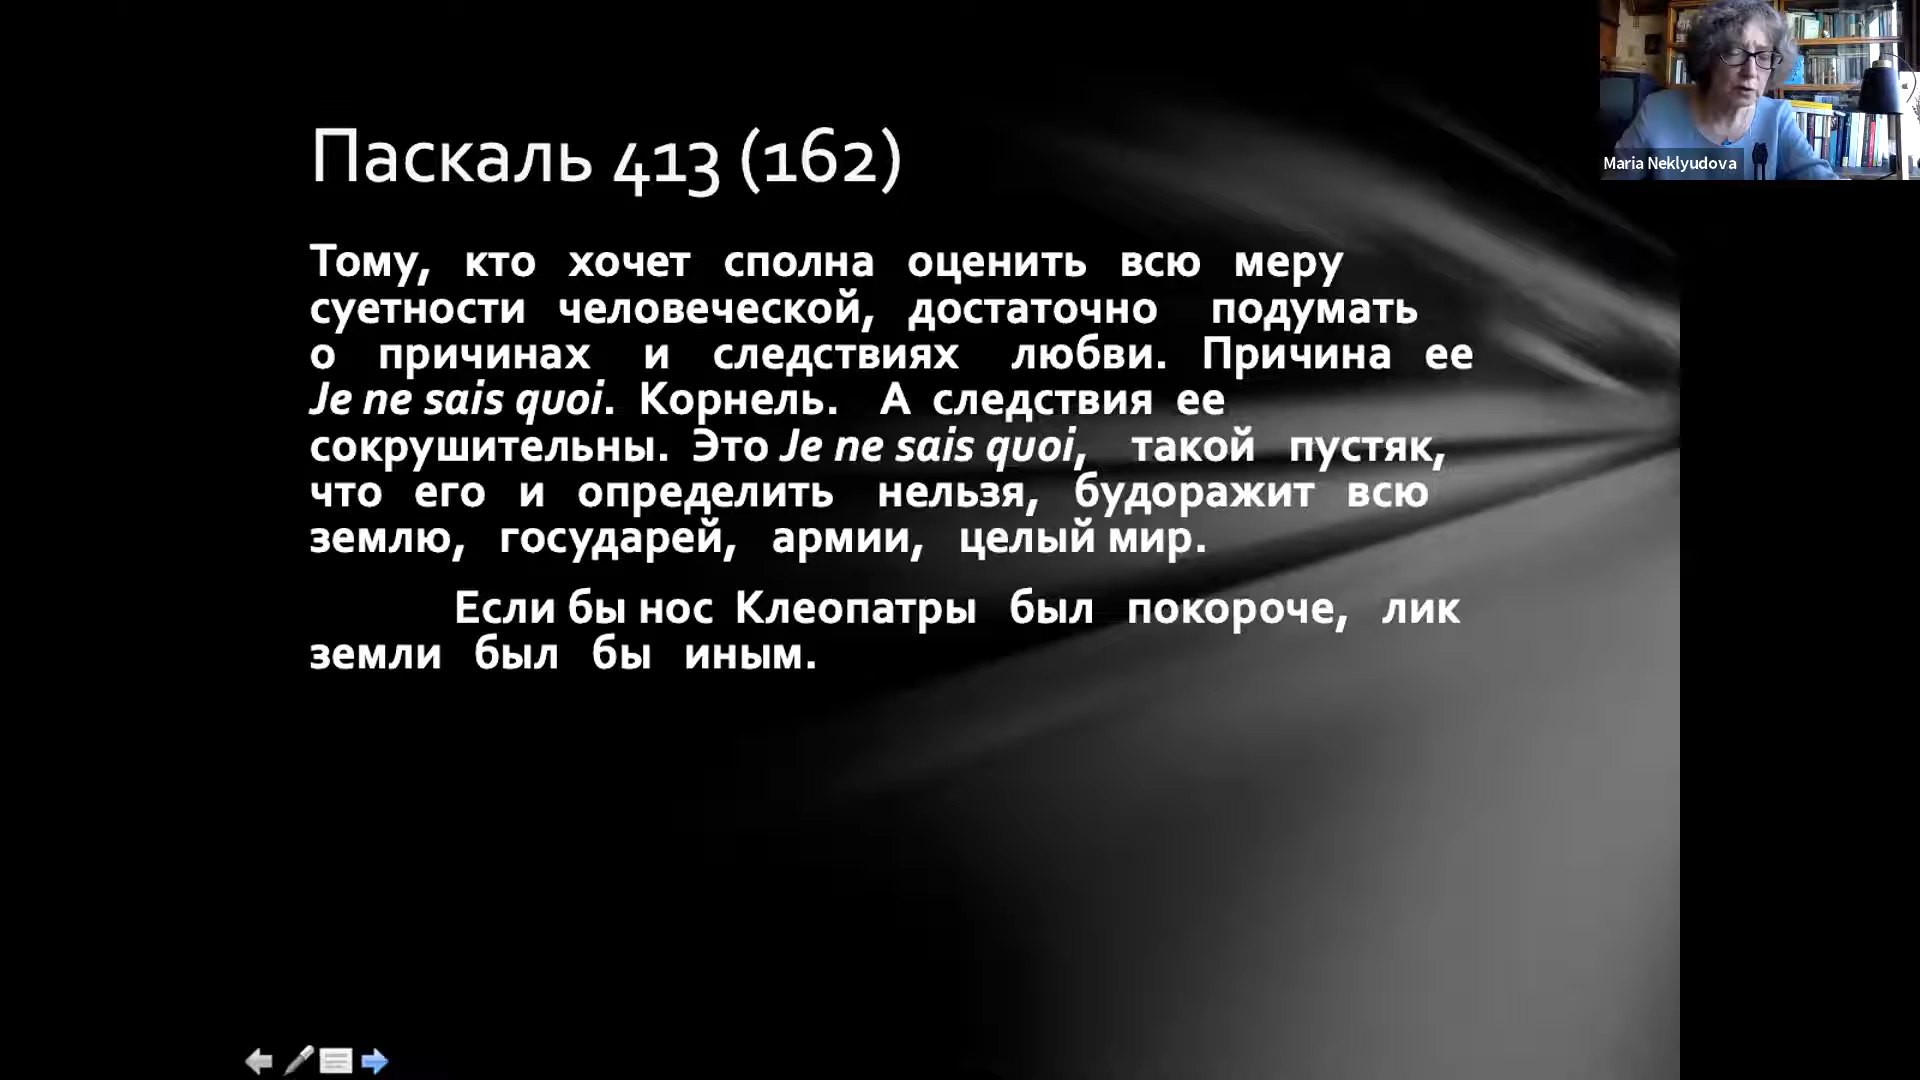 Паскаль 413 (162)
Maria Neklyudova
Тому, кто хочет сполна оценить всю меру
суетности человеческой, достаточно подумать
о причинах и следствиях любви. Причина ее
Je ne sais quoi. Корнель. А следствия ее
сокрушительны. Это Je ne sais quoi, такой пустяк,
что его и определить нельзя, будоражит всю
землю, государей, армии, целый мир.
Если бы нос Клеопатры был покороче, лик
земли был бы иным.